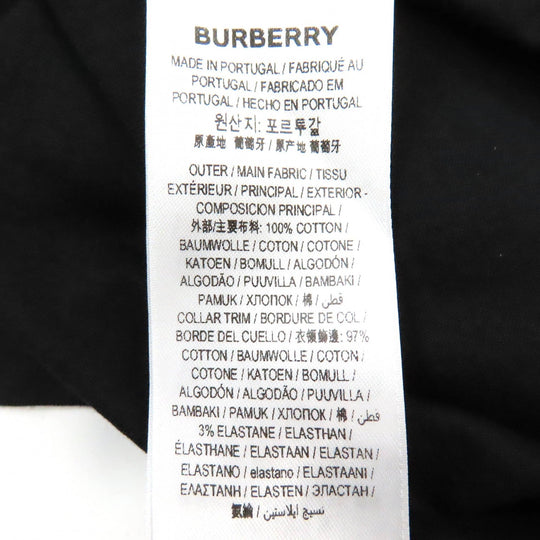 BURBERRY
MADE IN PORTUGAL / FABRIQUÉ AU
PORTUGAL / FABRICADO EM
PORTUGAL / HECHO EN PORTUGAL
원산지: 포르투갈
原產地 葡萄牙 / 原产地 葡萄牙
OUTER / MAIN FABRIC / TISSU
EXTÉRIEUR / PRINCIPAL / EXTERIOR -
COMPOSICION PRINCIPAL /
外部/主要布料: 100% COTTON /
BAUMWOLLE / COTON / COTONE /
KATOEN / BOMULL / ALGODÓN /
ALGODÃO / PUUVILLA / BAMBAKI /
PAMUK / ХЛОПОК / 棉 / قطن /
COLLAR TRIM / BORDURE DE COL /
BORDE DEL CUELLO / 衣領飾邊: 97%
COTTON / BAUMWOLLE / COTON /
COTONE / KATOEN / BOMULL /
ALGODÓN / ALGODÃO / PUUVILLA /
BAMBAKI / PAMUK / ХЛОПОК / 棉 / قطن /
3% ELASTANE / ELASTHAN /
ÉLASTHANE / ELASTAAN / ELASTAN /
ELASTANO / elastano / ELASTAANI /
ΕΛΑΣΤΑΝΗ / ELASTEN / ЭЛАСТАН /
氨綸 / نسيج ايلاستين /